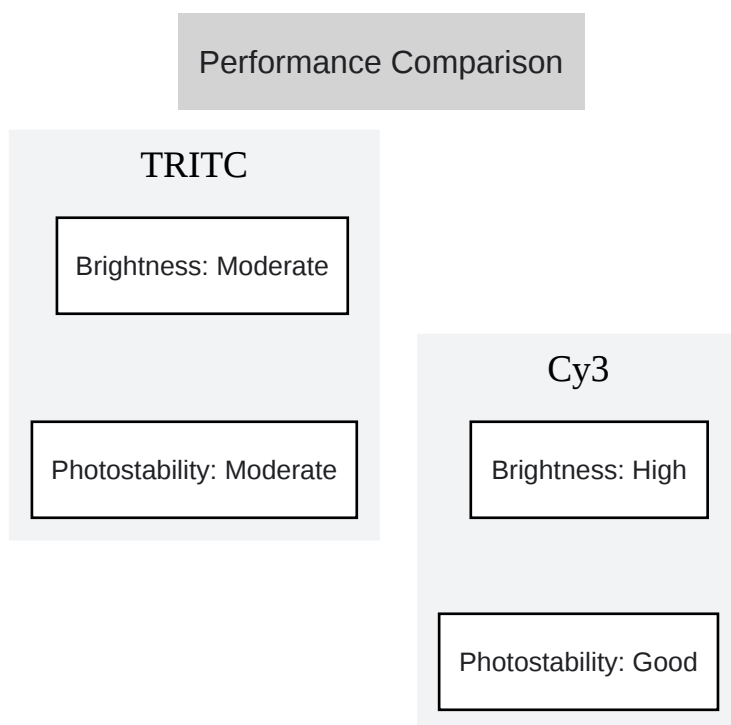 Performance Comparison
TRITC
Brightness: Moderate
Photostability: Moderate
Cy3
Brightness: High
Photostability: Good